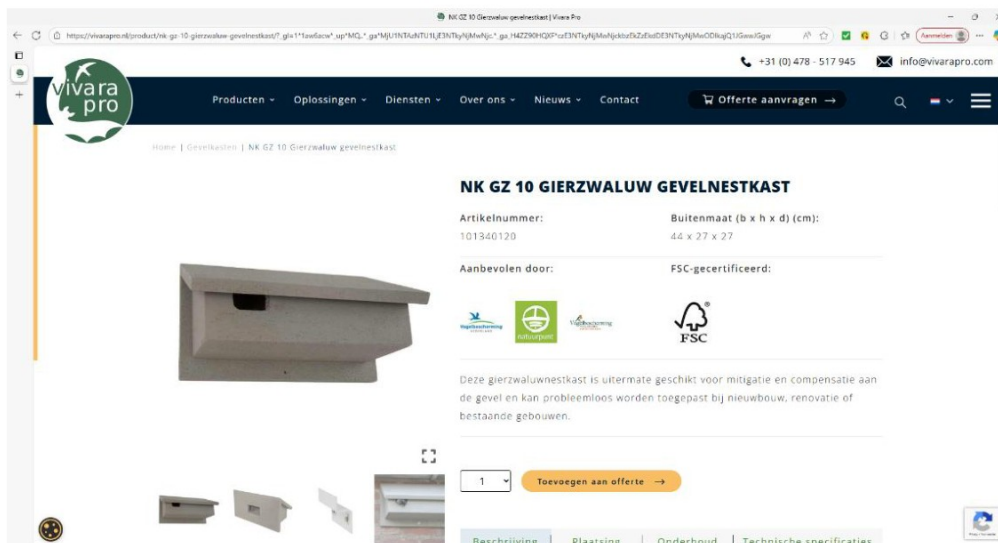 NK GZ 10 Gierzwaluw gevelnestkast | Vivara Pro
+31 (0) 478 - 517 945
info@vivarapro.com
vivara pro
Producten
Oplossingen
Diensten
Over ons
Nieuws
Contact
Offerte aanvragen →
Home | Gevelkasten | NK GZ 10 Gierzwaluw gevelnestkast
NK GZ 10 GIERZWALUW GEVELNESTKAST
Artikelnummer:
101340120
Buitenmaat (b x h x d) (cm):
44 x 27 x 27
Aanbevolen door:
FSC-gecertificeerd:
Vogelbescherming
natuurpunt
Vogelbescherming
FSC
Deze gierzwaluwnestkast is uitermate geschikt voor mitigatie en compensatie aan
de gevel en kan probleemloos worden toegepast bij nieuwbouw, renovatie of
bestaande gebouwen.
1
Toevoegen aan offerte →
Beschrijving
Plaatsing
Onderhoud
Technische specificaties
Aanmelden